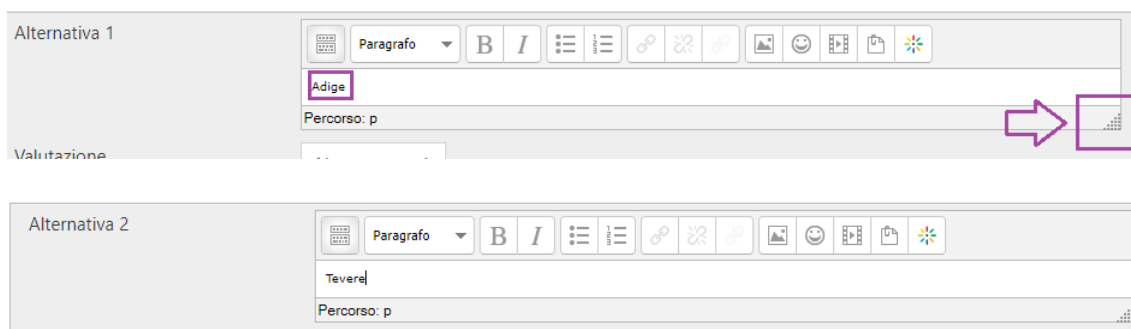 Alternativa 1
Paragrafo
B I
Adige
Percorso: p
Valutazione
Alternativa 2
Paragrafo
B I
Tevere
Percorso: p